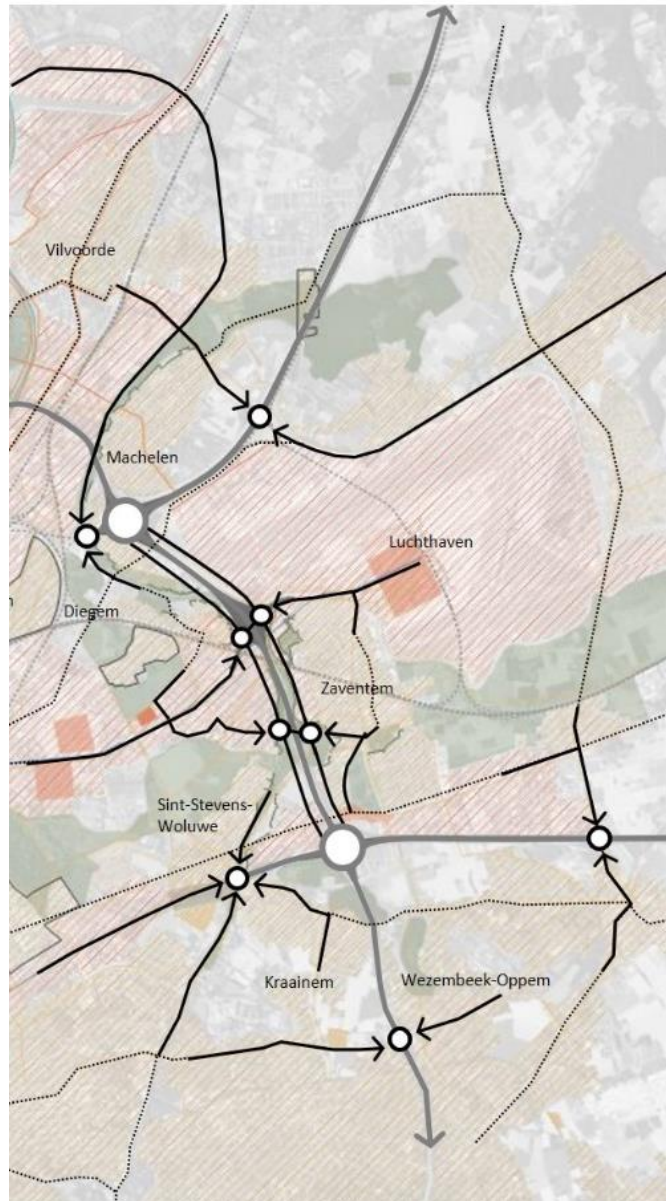 Vilvoorde
Machelen
Luchthaven
Diegem
Zaventem
Sint-Stevens-
Woluwe
Kraainem
Wezembeek-Oppem